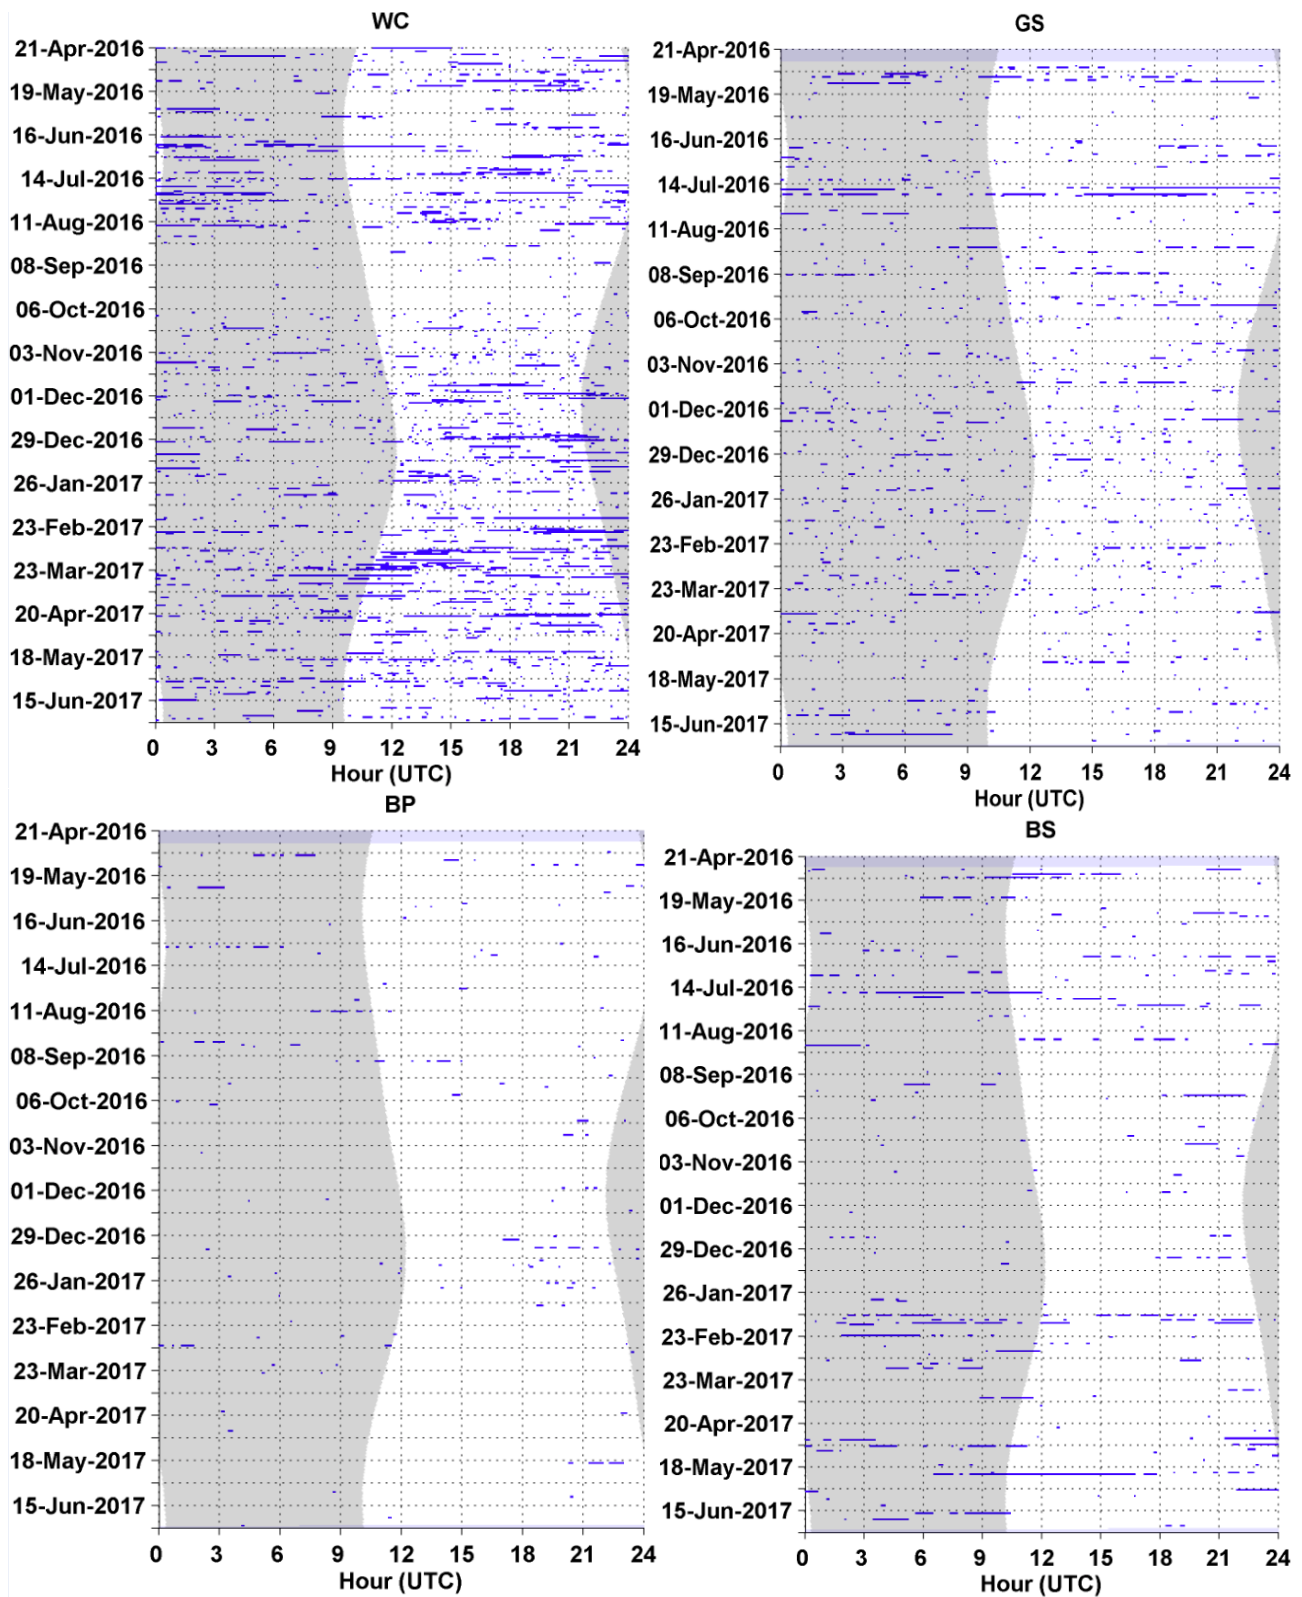 WC
21-Apr-2016
19-May-2016
16-Jun-2016
14-Jul-2016
11-Aug-2016
08-Sep-2016
06-Oct-2016
03-Nov-2016
01-Dec-2016
29-Dec-2016
26-Jan-2017
23-Feb-2017
23-Mar-2017
20-Apr-2017
18-May-2017
15-Jun-2017
0 3 6 9 12 15 18 21 24
Hour (UTC)
GS
21-Apr-2016
19-May-2016
16-Jun-2016
14-Jul-2016
11-Aug-2016
08-Sep-2016
06-Oct-2016
03-Nov-2016
01-Dec-2016
29-Dec-2016
26-Jan-2017
23-Feb-2017
23-Mar-2017
20-Apr-2017
18-May-2017
15-Jun-2017
0 3 6 9 12 15 18 21 24
Hour (UTC)
BP
21-Apr-2016
19-May-2016
16-Jun-2016
14-Jul-2016
11-Aug-2016
08-Sep-2016
06-Oct-2016
03-Nov-2016
01-Dec-2016
29-Dec-2016
26-Jan-2017
23-Feb-2017
23-Mar-2017
20-Apr-2017
18-May-2017
15-Jun-2017
0 3 6 9 12 15 18 21 24
Hour (UTC)
BS
21-Apr-2016
19-May-2016
16-Jun-2016
14-Jul-2016
11-Aug-2016
08-Sep-2016
06-Oct-2016
03-Nov-2016
01-Dec-2016
29-Dec-2016
26-Jan-2017
23-Feb-2017
23-Mar-2017
20-Apr-2017
18-May-2017
15-Jun-2017
0 3 6 9 12 15 18 21 24
Hour (UTC)